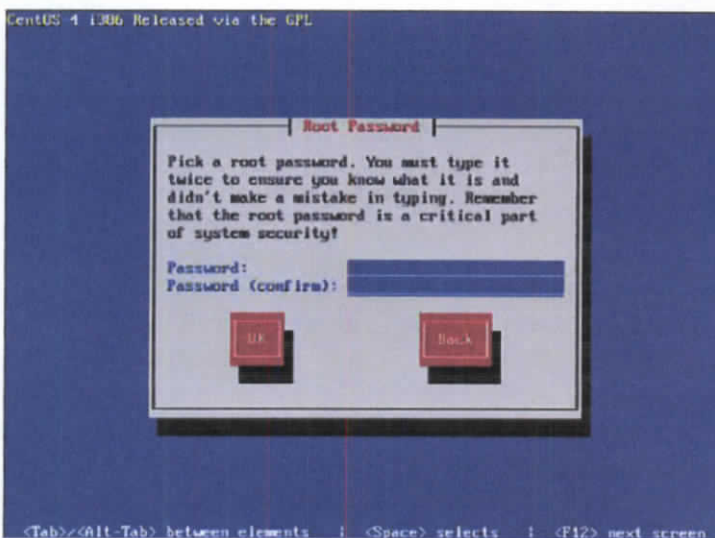 CentOS 4 i386 Released via the GPL
Root Password
Pick a root password. You must type it
twice to ensure you know what it is and
didn't make a mistake in typing. Remember
that the root password is a critical part
of system security!
Password:
Password (confirm):
OK Back
<Tab>/<Alt-Tab> between elements | <Space> selects | <F12> next screen